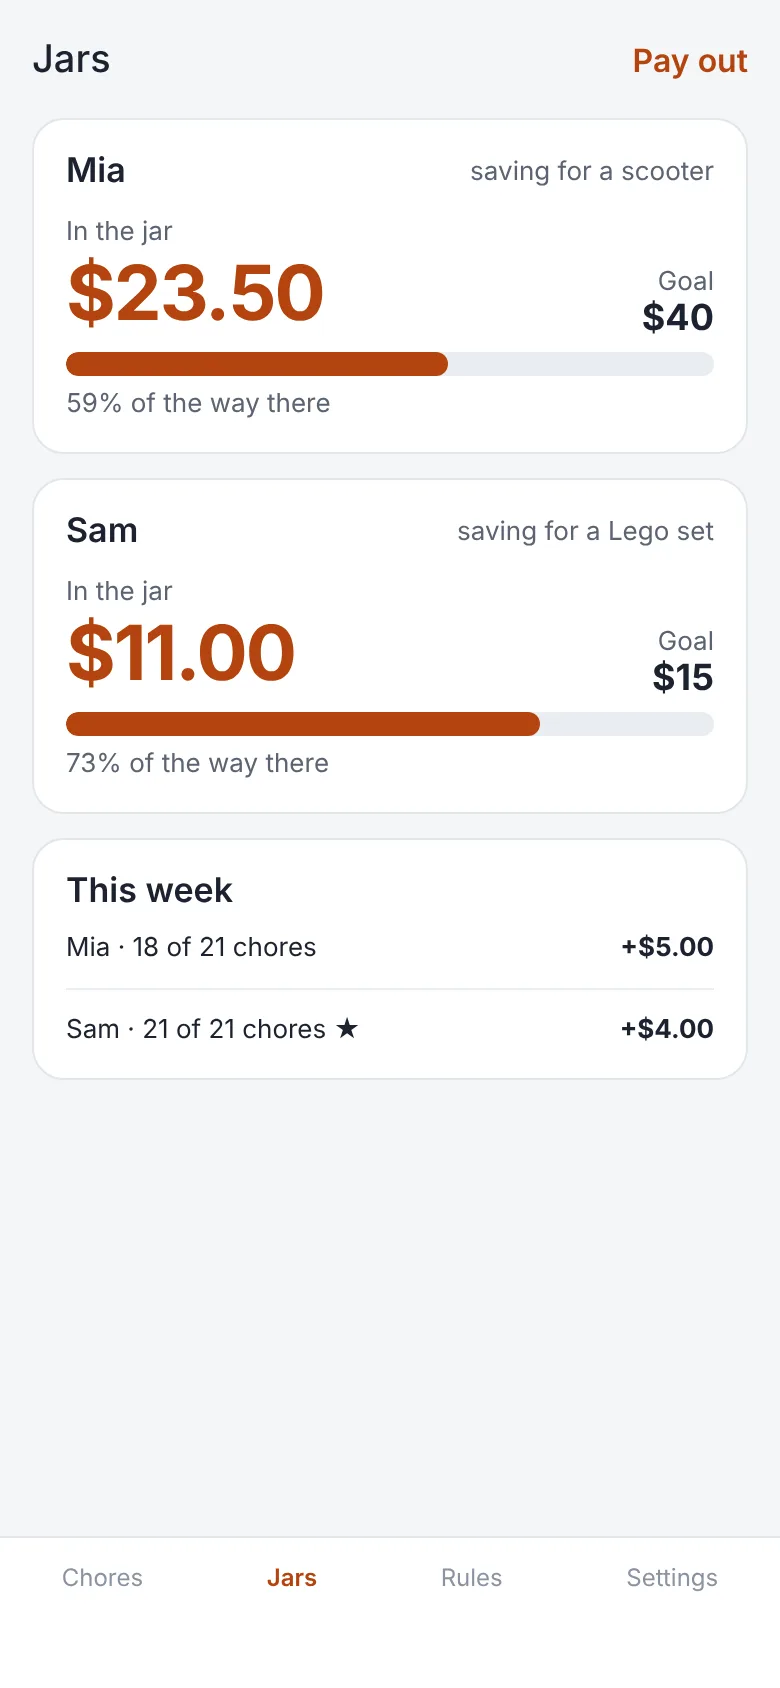 Jars
Pay out
Mia
saving for a scooter
In the jar
$23.50
Goal
$40
59% of the way there
Sam
saving for a Lego set
In the jar
$11.00
Goal
$15
73% of the way there
This week
Mia · 18 of 21 chores +$5.00
Sam · 21 of 21 chores ★ +$4.00
Chores Jars Rules Settings